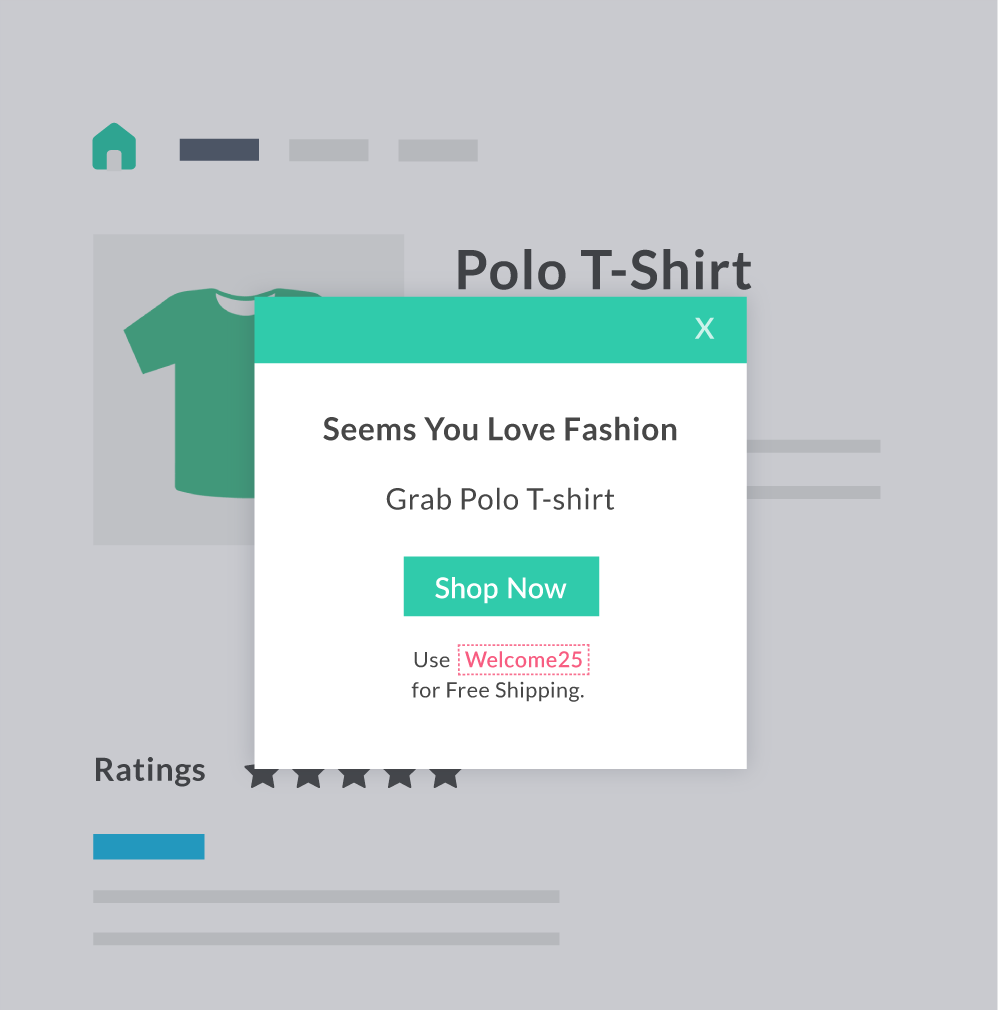 Polo T-Shirt
X
Seems You Love Fashion
Grab Polo T-shirt
Shop Now
Use Welcome25
for Free Shipping.
Ratings